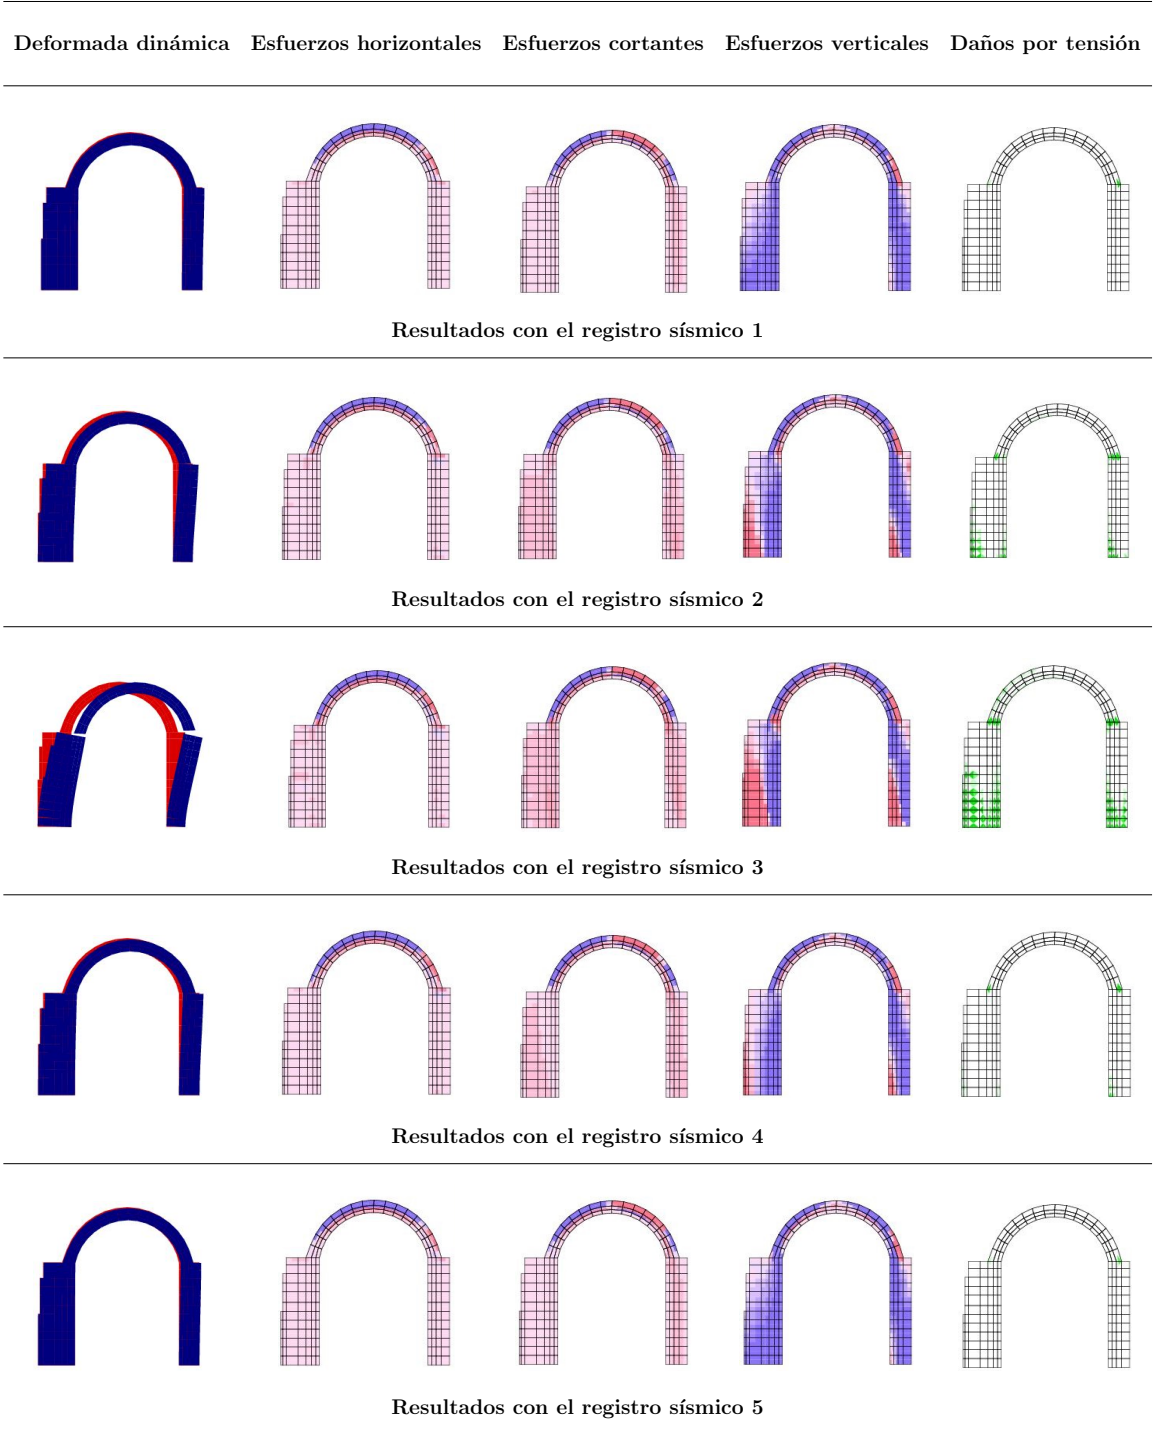 Deformada dinámica Esfuerzos horizontales Esfuerzos cortantes Esfuerzos verticales Daños por tensión
Resultados con el registro sísmico 1
Resultados con el registro sísmico 2
Resultados con el registro sísmico 3
Resultados con el registro sísmico 4
Resultados con el registro sísmico 5